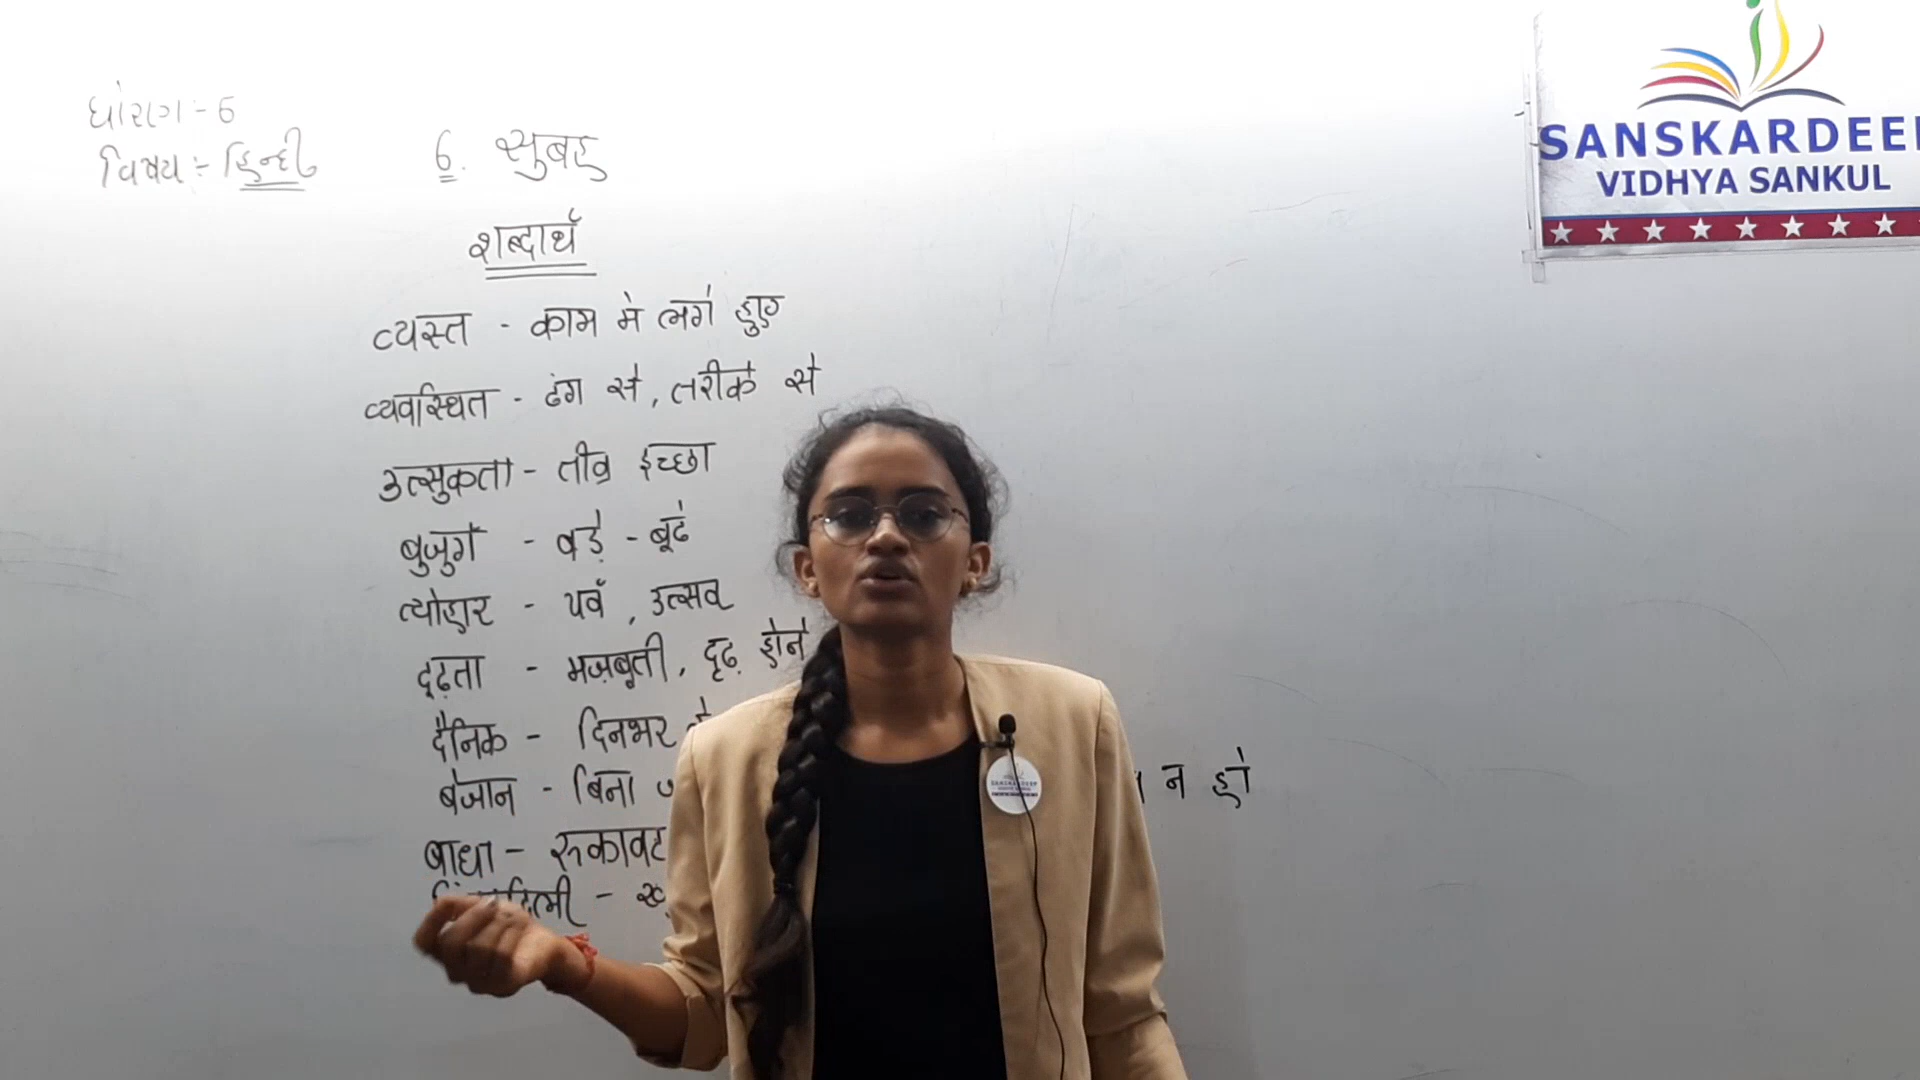 ધોરણ :- 6
विषय :- हिन्दी
6. सुबह
शब्दार्थ
व्यस्त - काम मे लगे हुए
व्यवस्थित - ढंग से, तरीके से
उत्सुकता - तीव्र इच्छा
बुजुर्ग - बड़े - बूढे
त्योहार - पर्व, उत्सव
दृढ़ता - मज़बूती, दृढ़ होने
दैनिक - दिनभर
बेजान - बिना न हो
बाधा - रुकावट
SANSKARDEEP
VIDHYA SANKUL